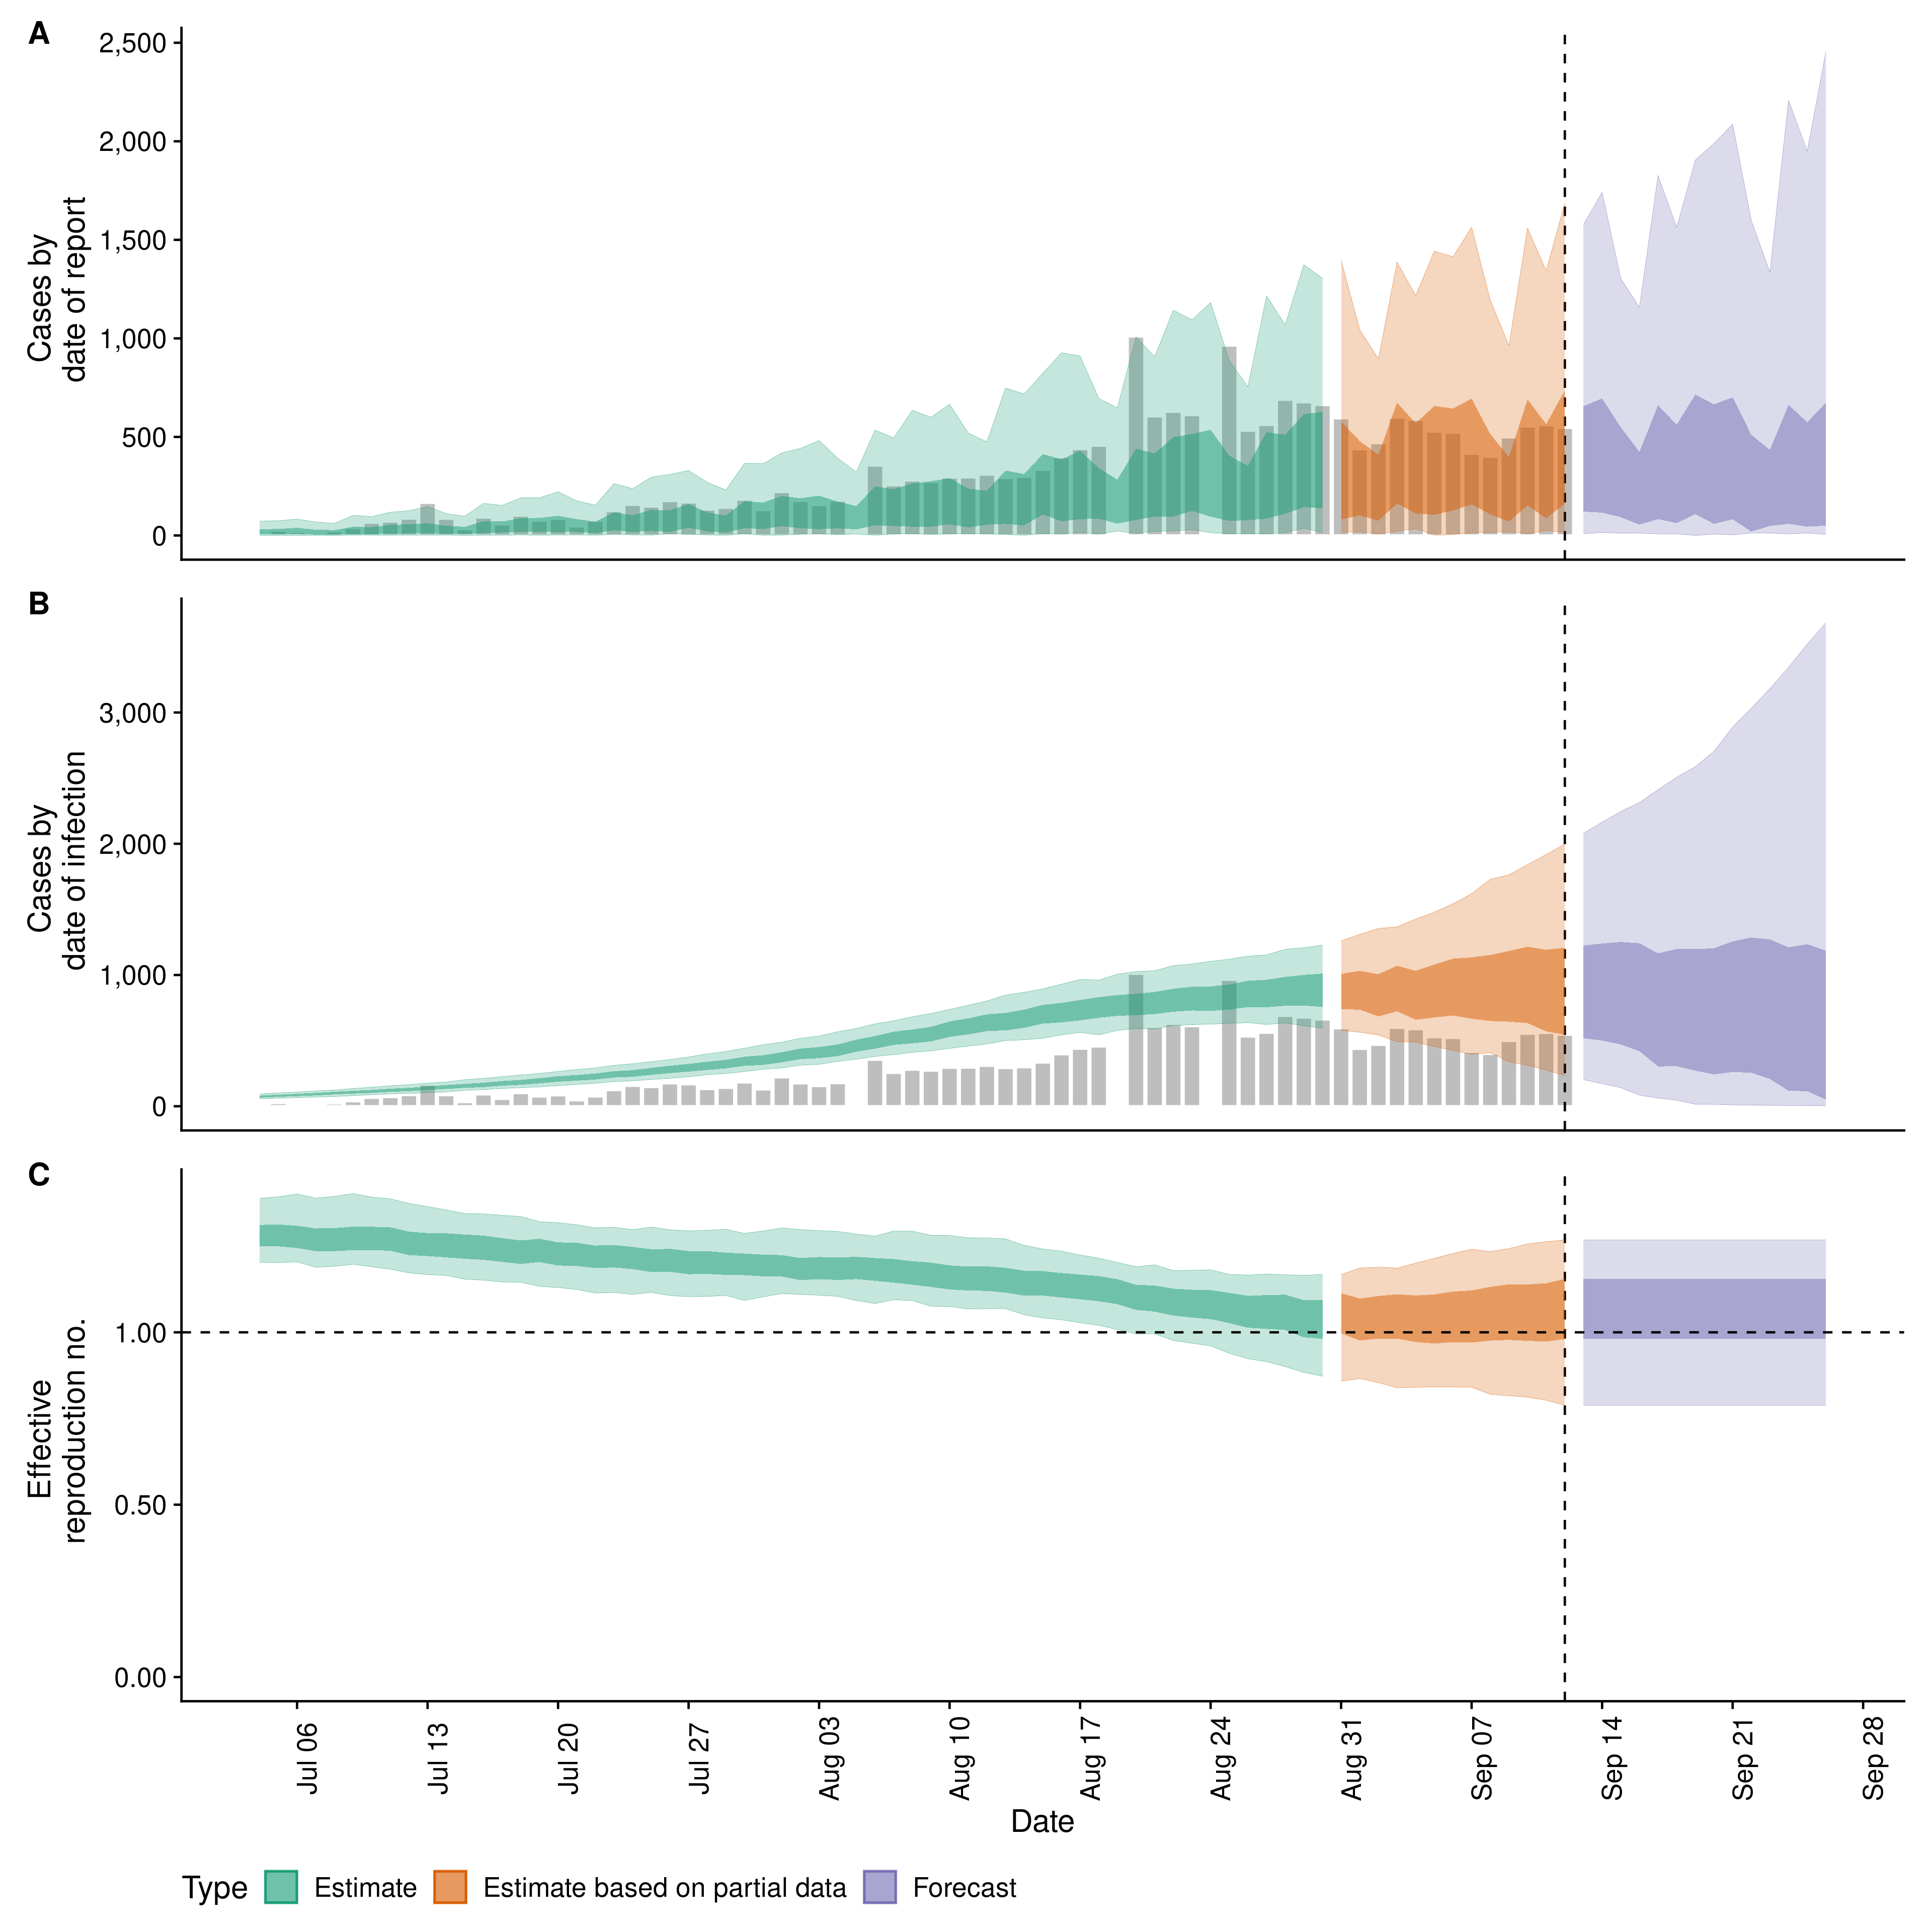 A
2,500
2,000
1,500
1,000
500
0
Cases by
date of report
B
3,000
2,000
1,000
0
Cases by
date of infection
C
1.00
0.50
0.00
Effective
reproduction no.
Jul 06
Jul 13
Jul 20
Jul 27
Aug 03
Aug 10
Aug 17
Aug 24
Aug 31
Sep 07
Sep 14
Sep 21
Sep 28
Date
Type Estimate Estimate based on partial data Forecast